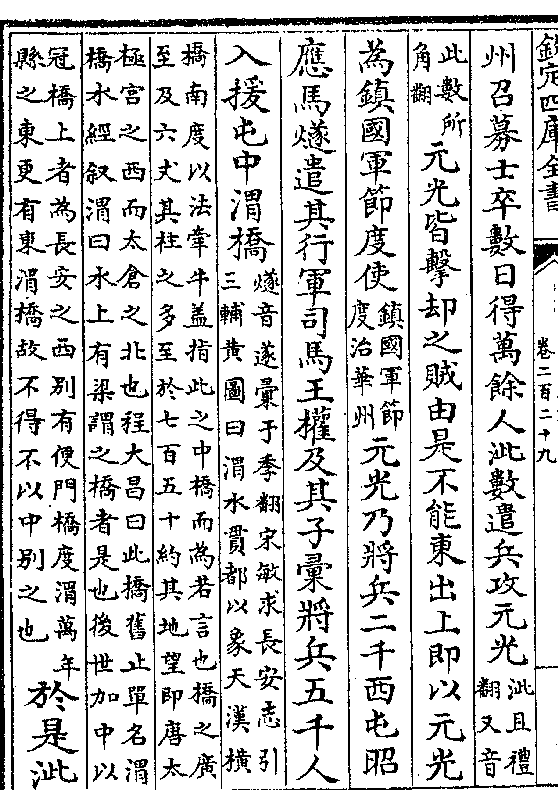 欽定四庫全書
卷二百二十九
州召募士卒數日得萬餘人泚數遣兵攻元光泚且禮翻又音
此數所角翻元光皆擊却之賊由是不能東出上即以元光
為鎮國軍節度使鎮國軍節度治華州元光乃將兵二千西屯昭
應馬燧遣其行軍司馬王權及其子彙將兵五千人
入援屯中渭橋燧音遂彙于季翻宋敏求長安志引三輔黄圖曰渭水貫都以象天漢橫
橋南度以法牽牛盖指此之中橋而為若言也橋之廣至及六丈其柱之多至於七百五十約其地望即唐太
極宮之西而太倉之北也程大昌曰此橋舊止單名渭橋水經叙渭曰水上有梁謂之橋者是也後世加中以
冠橋上者為長安之西別有便門橋度渭萬年縣之東更有東渭橋故不得不以中別之也於是泚